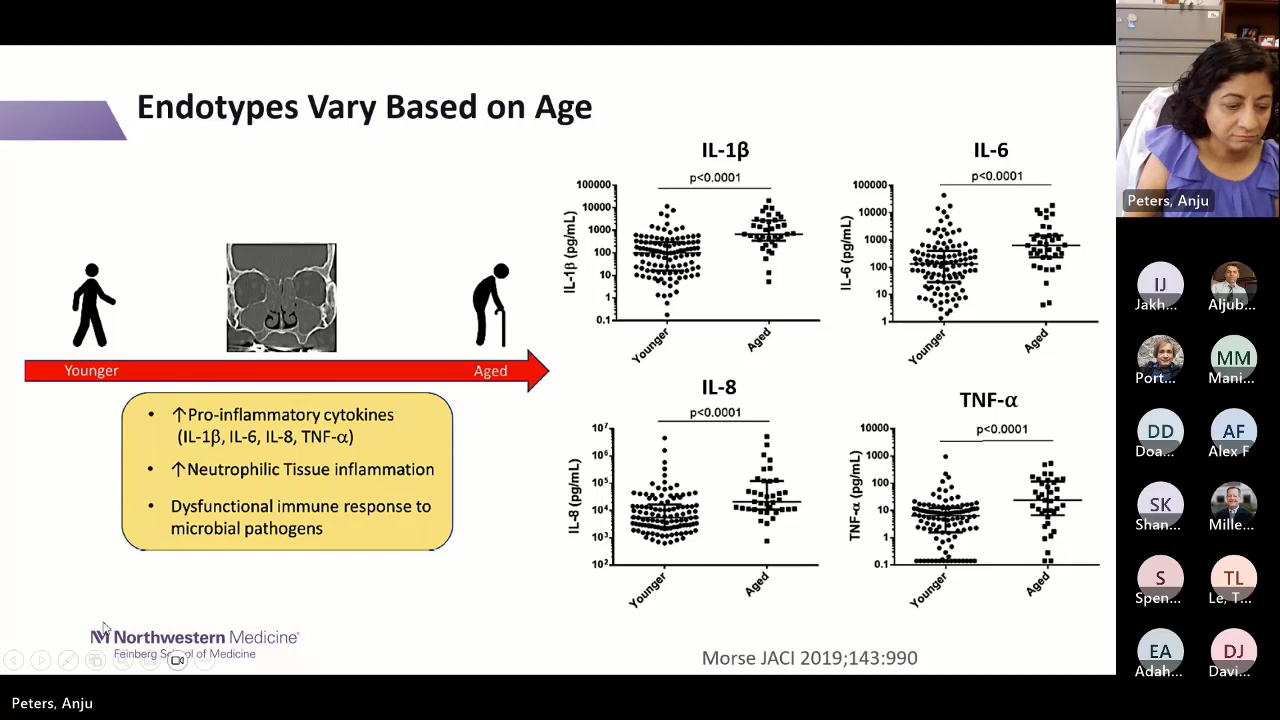 Endotypes Vary Based on Age
Younger
Aged
↑Pro-inflammatory cytokines
(IL-1β, IL-6, IL-8, TNF-α)
↑Neutrophilic Tissue inflammation
Dysfunctional immune response to
microbial pathogens
IL-1β
p<0.0001
IL-1β (pg/mL)
100000
10000
1000
100
10
1
0.1
Younger
Aged
IL-6
p<0.0001
IL-6 (pg/mL)
100000
10000
1000
100
10
1
Younger
Aged
IL-8
p<0.0001
IL-8 (pg/mL)
10⁷
10⁶
10⁵
10⁴
10³
10²
Younger
Aged
TNF-α
p<0.0001
TNF-α (pg/mL)
10000
1000
100
10
1
0.1
Younger
Aged
Northwestern Medicine®
Feinberg School of Medicine
Morse JACI 2019;143:990
Peters, Anju
Peters, Anju
IJ
Jakh...
Aljub...
Port...
MM
Mani...
DD
Doa...
AF
Alex F
SK
Shan...
Mille...
S
Spen...
TL
Le, T...
EA
Adah...
DJ
Davi...